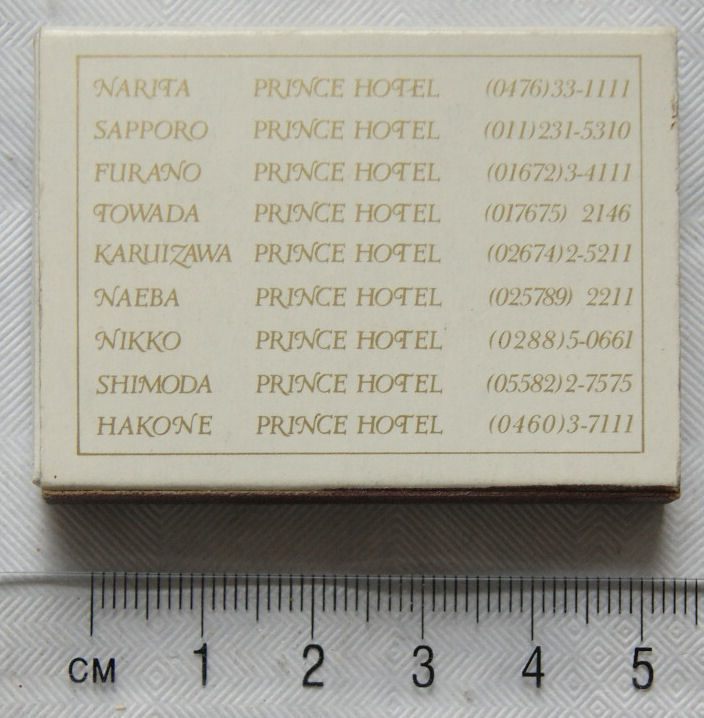 NARITA PRINCE HOTEL (0476)33-1111
SAPPORO PRINCE HOTEL (011)231-5310
FURANO PRINCE HOTEL (01672)3-4111
TOWADA PRINCE HOTEL (017675) 2146
KARUIZAWA PRINCE HOTEL (02674)2-5211
NAEBA PRINCE HOTEL (025789) 2211
NIKKO PRINCE HOTEL (0288)5-0661
SHIMODA PRINCE HOTEL (05582)2-7575
HAKONE PRINCE HOTEL (0460)3-7111
CM 1 2 3 4 5